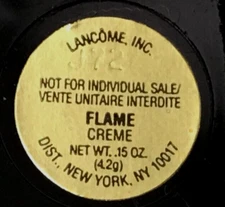 LANCÔME, INC.
NOT FOR INDIVIDUAL SALE/
VENTE UNITAIRE INTERDITE
FLAME
CREME
NET WT. .15 OZ.
(4.2g)
DIST., NEW YORK, NY 10017